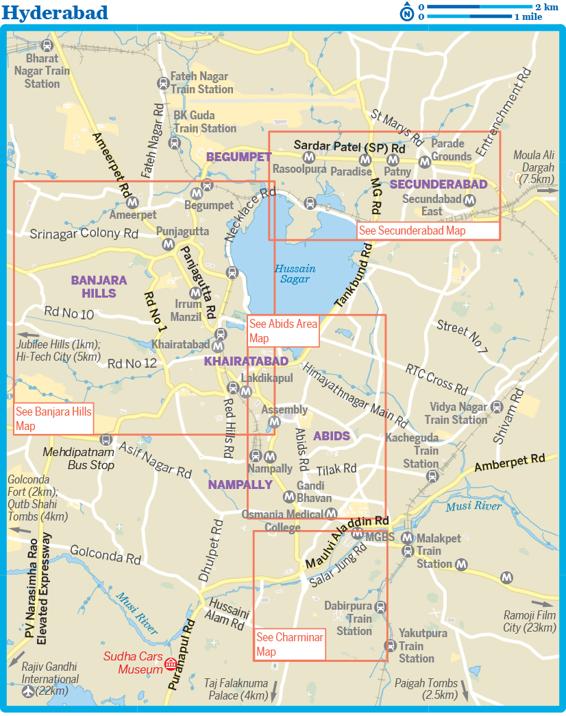 Hyderabad
N
0
2 km
0
1 mile
Bharat
Nagar Train
Station
Fateh Nagar
Train Station
BK Guda
Train Station
Fateh Nagar Rd
Ameerpet Rd
BEGUMPET
St Marys Rd
Entrenchment Rd
Sardar Patel (SP) Rd
Parade
Grounds
Rasoolpura
Paradise
Patny
SECUNDERABAD
Moula Ali
Dargah
(7.5km)
MG Rd
Secundabad
East
See Secunderabad Map
Begumpet
Necklace Rd
Ameerpet
Srinagar Colony Rd
Punjagutta
Panjagutta Rd
BANJARA
HILLS
Hussain
Sagar
Tankbund Rd
Irrum
Manzil
Rd No 1
Rd No 10
Khairatabad
Jubilee Hills (1km);
Hi-Tech City (5km)
Rd No 12
See Abids Area
Map
Street No 7
KHAIRATABAD
Lakdikapul
Himayathnagar Main Rd
RTC Cross Rd
See Banjara Hills
Map
Red Hills Rd
Assembly
Vidya Nagar
Train Station
Shivam Rd
Mehdipatnam
Bus Stop
Asif Nagar Rd
Abids Rd
ABIDS
Kacheguda
Train
Station
Nampally
Tilak Rd
Amberpet Rd
NAMPALLY
Gandi
Bhavan
Golconda
Fort (2km);
Qutb Shahi
Tombs (4km)
Osmania Medical
College
Musi River
Maulvi Aladdin Rd
MGBS
Malakpet
Train
Station
Salar Jung Rd
Golconda Rd
Dhulpet Rd
PV Narasimha Rao
Elevated Expressway
Musi River
Hussaini
Alam Rd
Dabirpura
Train
Station
Ramoji Film
City (23km)
See Charminar
Map
Yakutpura
Train
Station
Puranapul Rd
Sudha Cars
Museum
Rajiv Gandhi
International
(22km)
Taj Falaknuma
Palace (4km)
Paigah Tombs
(2.5km)